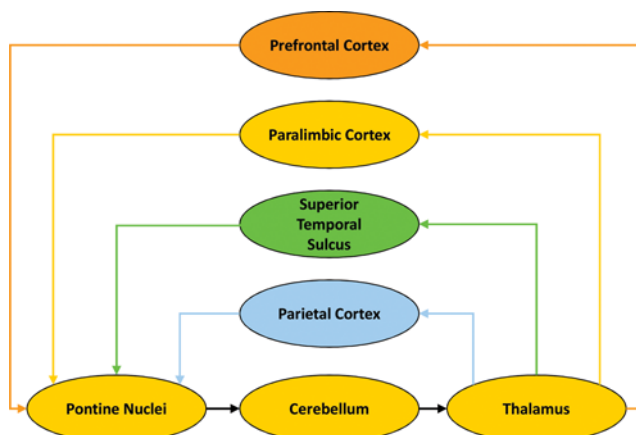 Prefrontal Cortex
Paralimbic Cortex
Superior
Temporal
Sulcus
Parietal Cortex
Pontine Nuclei
Cerebellum
Thalamus